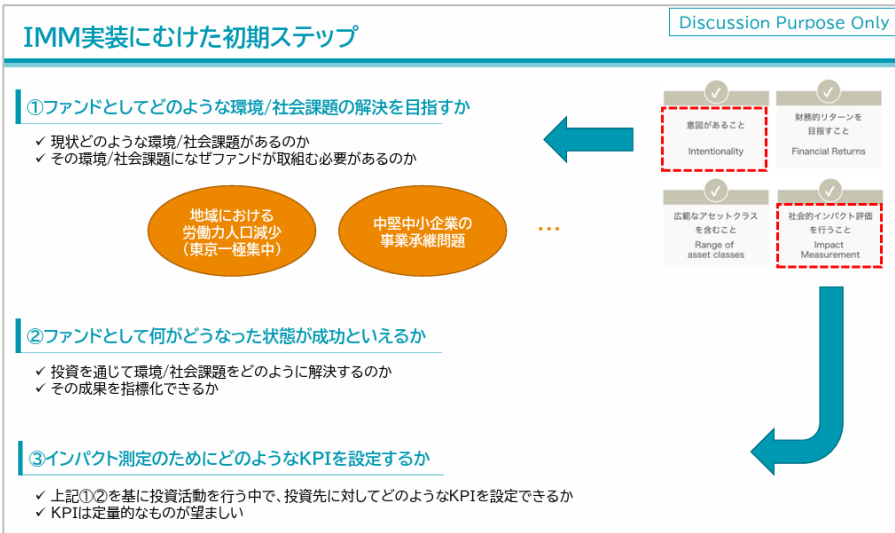 IMM実装にむけた初期ステップ
Discussion Purpose Only
①ファンドとしてどのような環境/社会課題の解決を目指すか
✓ 現状どのような環境/社会課題があるのか
✓ その環境/社会課題になぜファンドが取組む必要があるのか
地域における
労働力人口減少
(東京一極集中)
中堅中小企業の
事業承継問題
…
意図があること
Intentionality
財務的リターンを
目指すこと
Financial Returns
広範なアセットクラス
を含むこと
Range of
asset classes
社会的インパクト評価
を行うこと
Impact
Measurement
②ファンドとして何がどうなった状態が成功といえるか
✓ 投資を通じて環境/社会課題をどのように解決するのか
✓ その成果を指標化できるか
③インパクト測定のためにどのようなKPIを設定するか
✓ 上記①②を基に投資活動を行う中で、投資先に対してどのようなKPIを設定できるか
✓ KPIは定量的なものが望ましい